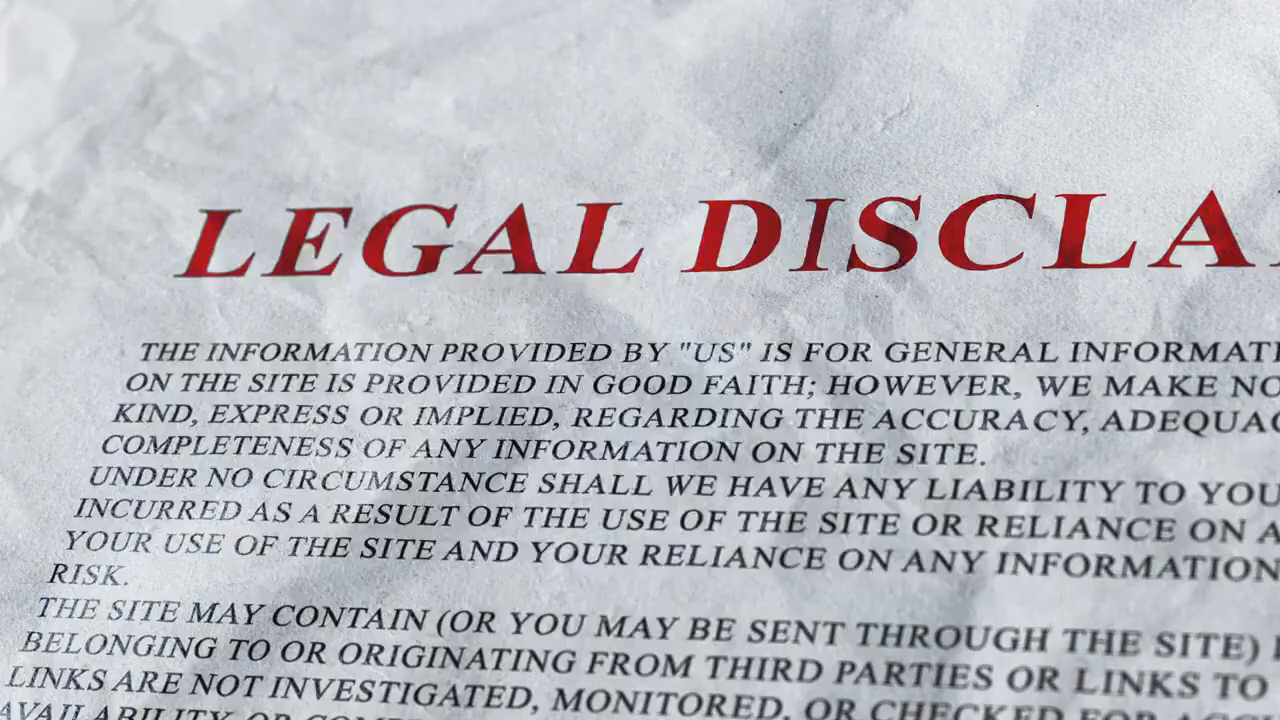 LEGAL DISCLA
THE INFORMATION PROVIDED BY "US" IS FOR GENERAL INFORMATI
ON THE SITE IS PROVIDED IN GOOD FAITH; HOWEVER, WE MAKE NO
KIND, EXPRESS OR IMPLIED, REGARDING THE ACCURACY, ADEQUAC
COMPLETENESS OF ANY INFORMATION ON THE SITE.
UNDER NO CIRCUMSTANCE SHALL WE HAVE ANY LIABILITY TO YOU
INCURRED AS A RESULT OF THE USE OF THE SITE OR RELIANCE ON A
YOUR USE OF THE SITE AND YOUR RELIANCE ON ANY INFORMATION
RISK.
THE SITE MAY CONTAIN (OR YOU MAY BE SENT THROUGH THE SITE)
BELONGING TO OR ORIGINATING FROM THIRD PARTIES OR LINKS TO
LINKS ARE NOT INVESTIGATED, MONITORED, OR CHECKED FOR
AVAILABILITY OR